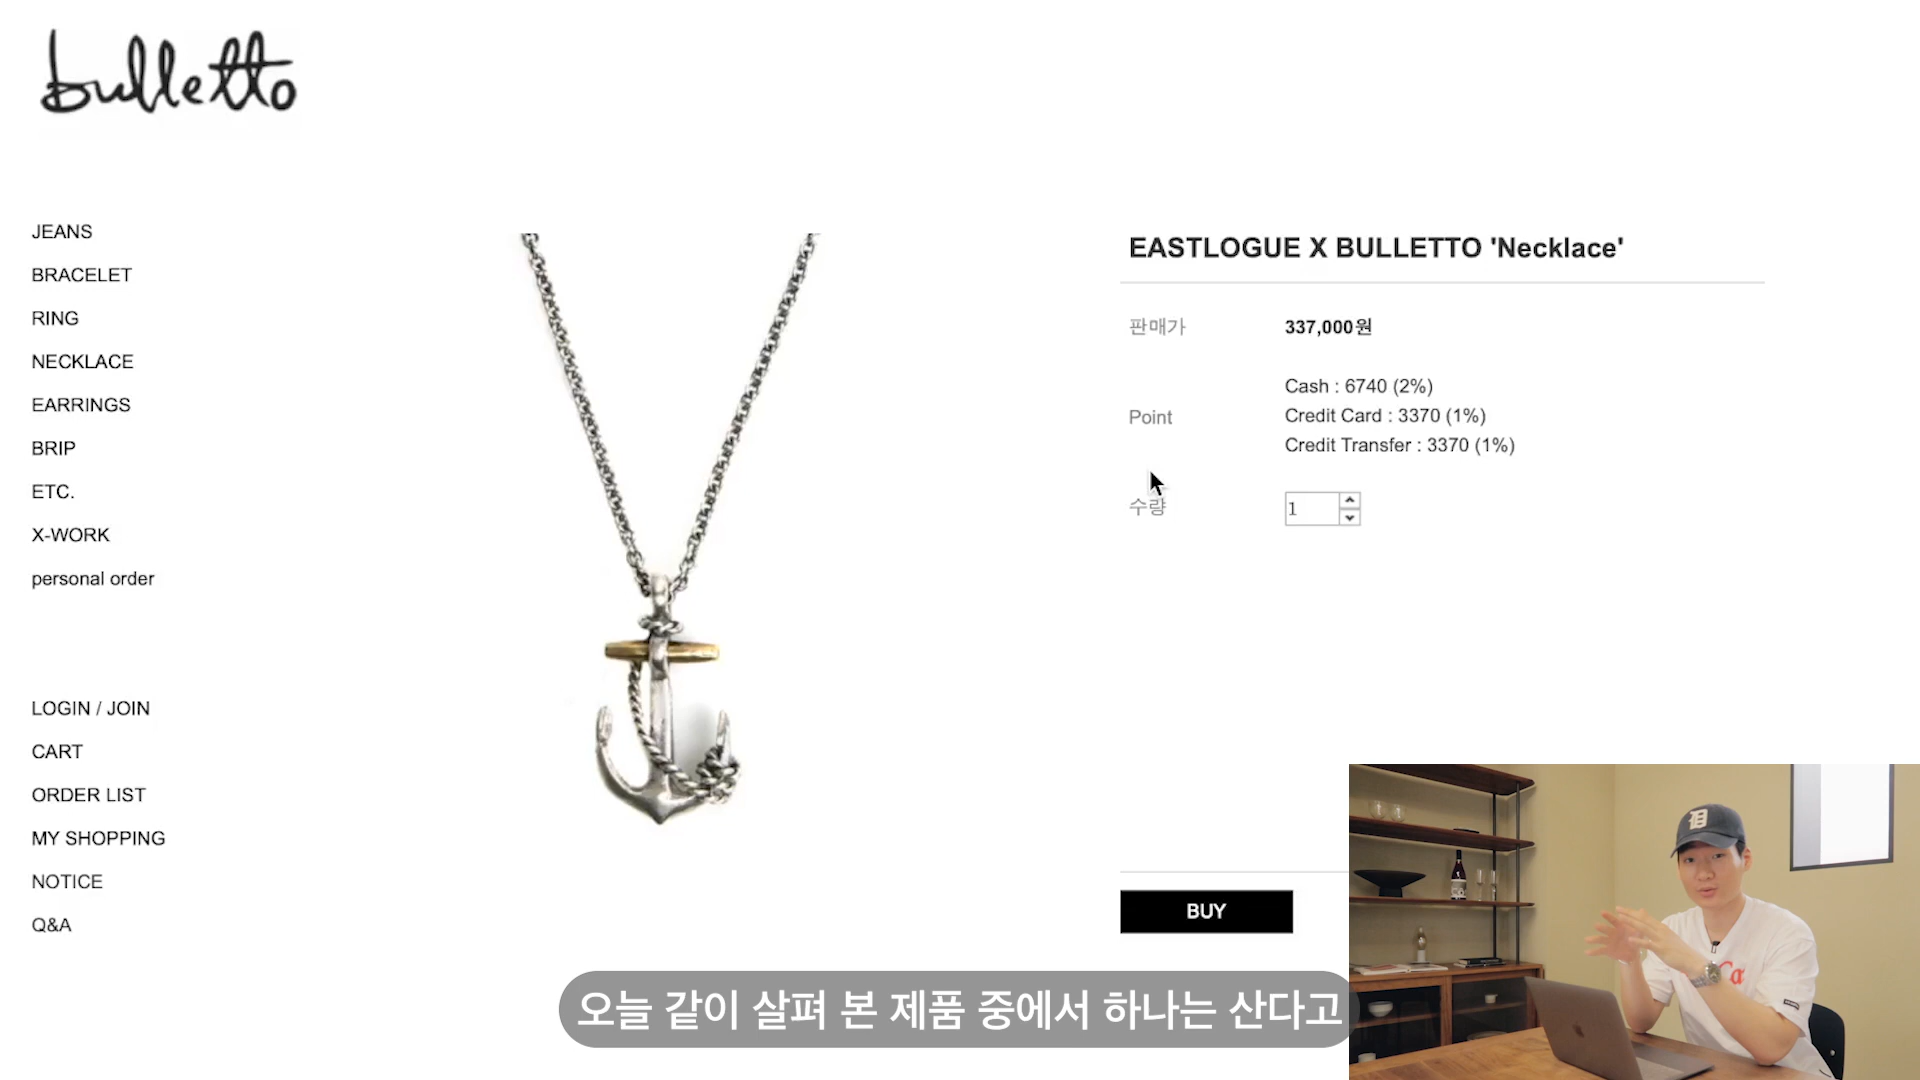 bulletto
JEANS
BRACELET
RING
NECKLACE
EARRINGS
BRIP
ETC.
X-WORK
personal order
LOGIN / JOIN
CART
ORDER LIST
MY SHOPPING
NOTICE
Q&A
EASTLOGUE X BULLETTO 'Necklace'
판매가 337,000원
Point
Cash : 6740 (2%)
Credit Card : 3370 (1%)
Credit Transfer : 3370 (1%)
수량 1
BUY
오늘 같이 살펴 본 제품 중에서 하나는 산다고